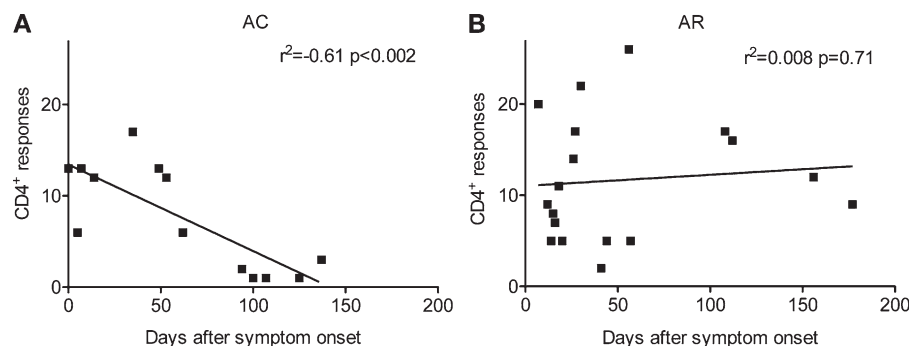 A
AC
r²=-0.61 p<0.002
CD4⁺ responses
20
10
0
0 50 100 150 200
Days after symptom onset
B
AR
r²=0.008 p=0.71
CD4⁺ responses
20
10
0
0 50 100 150 200
Days after symptom onset